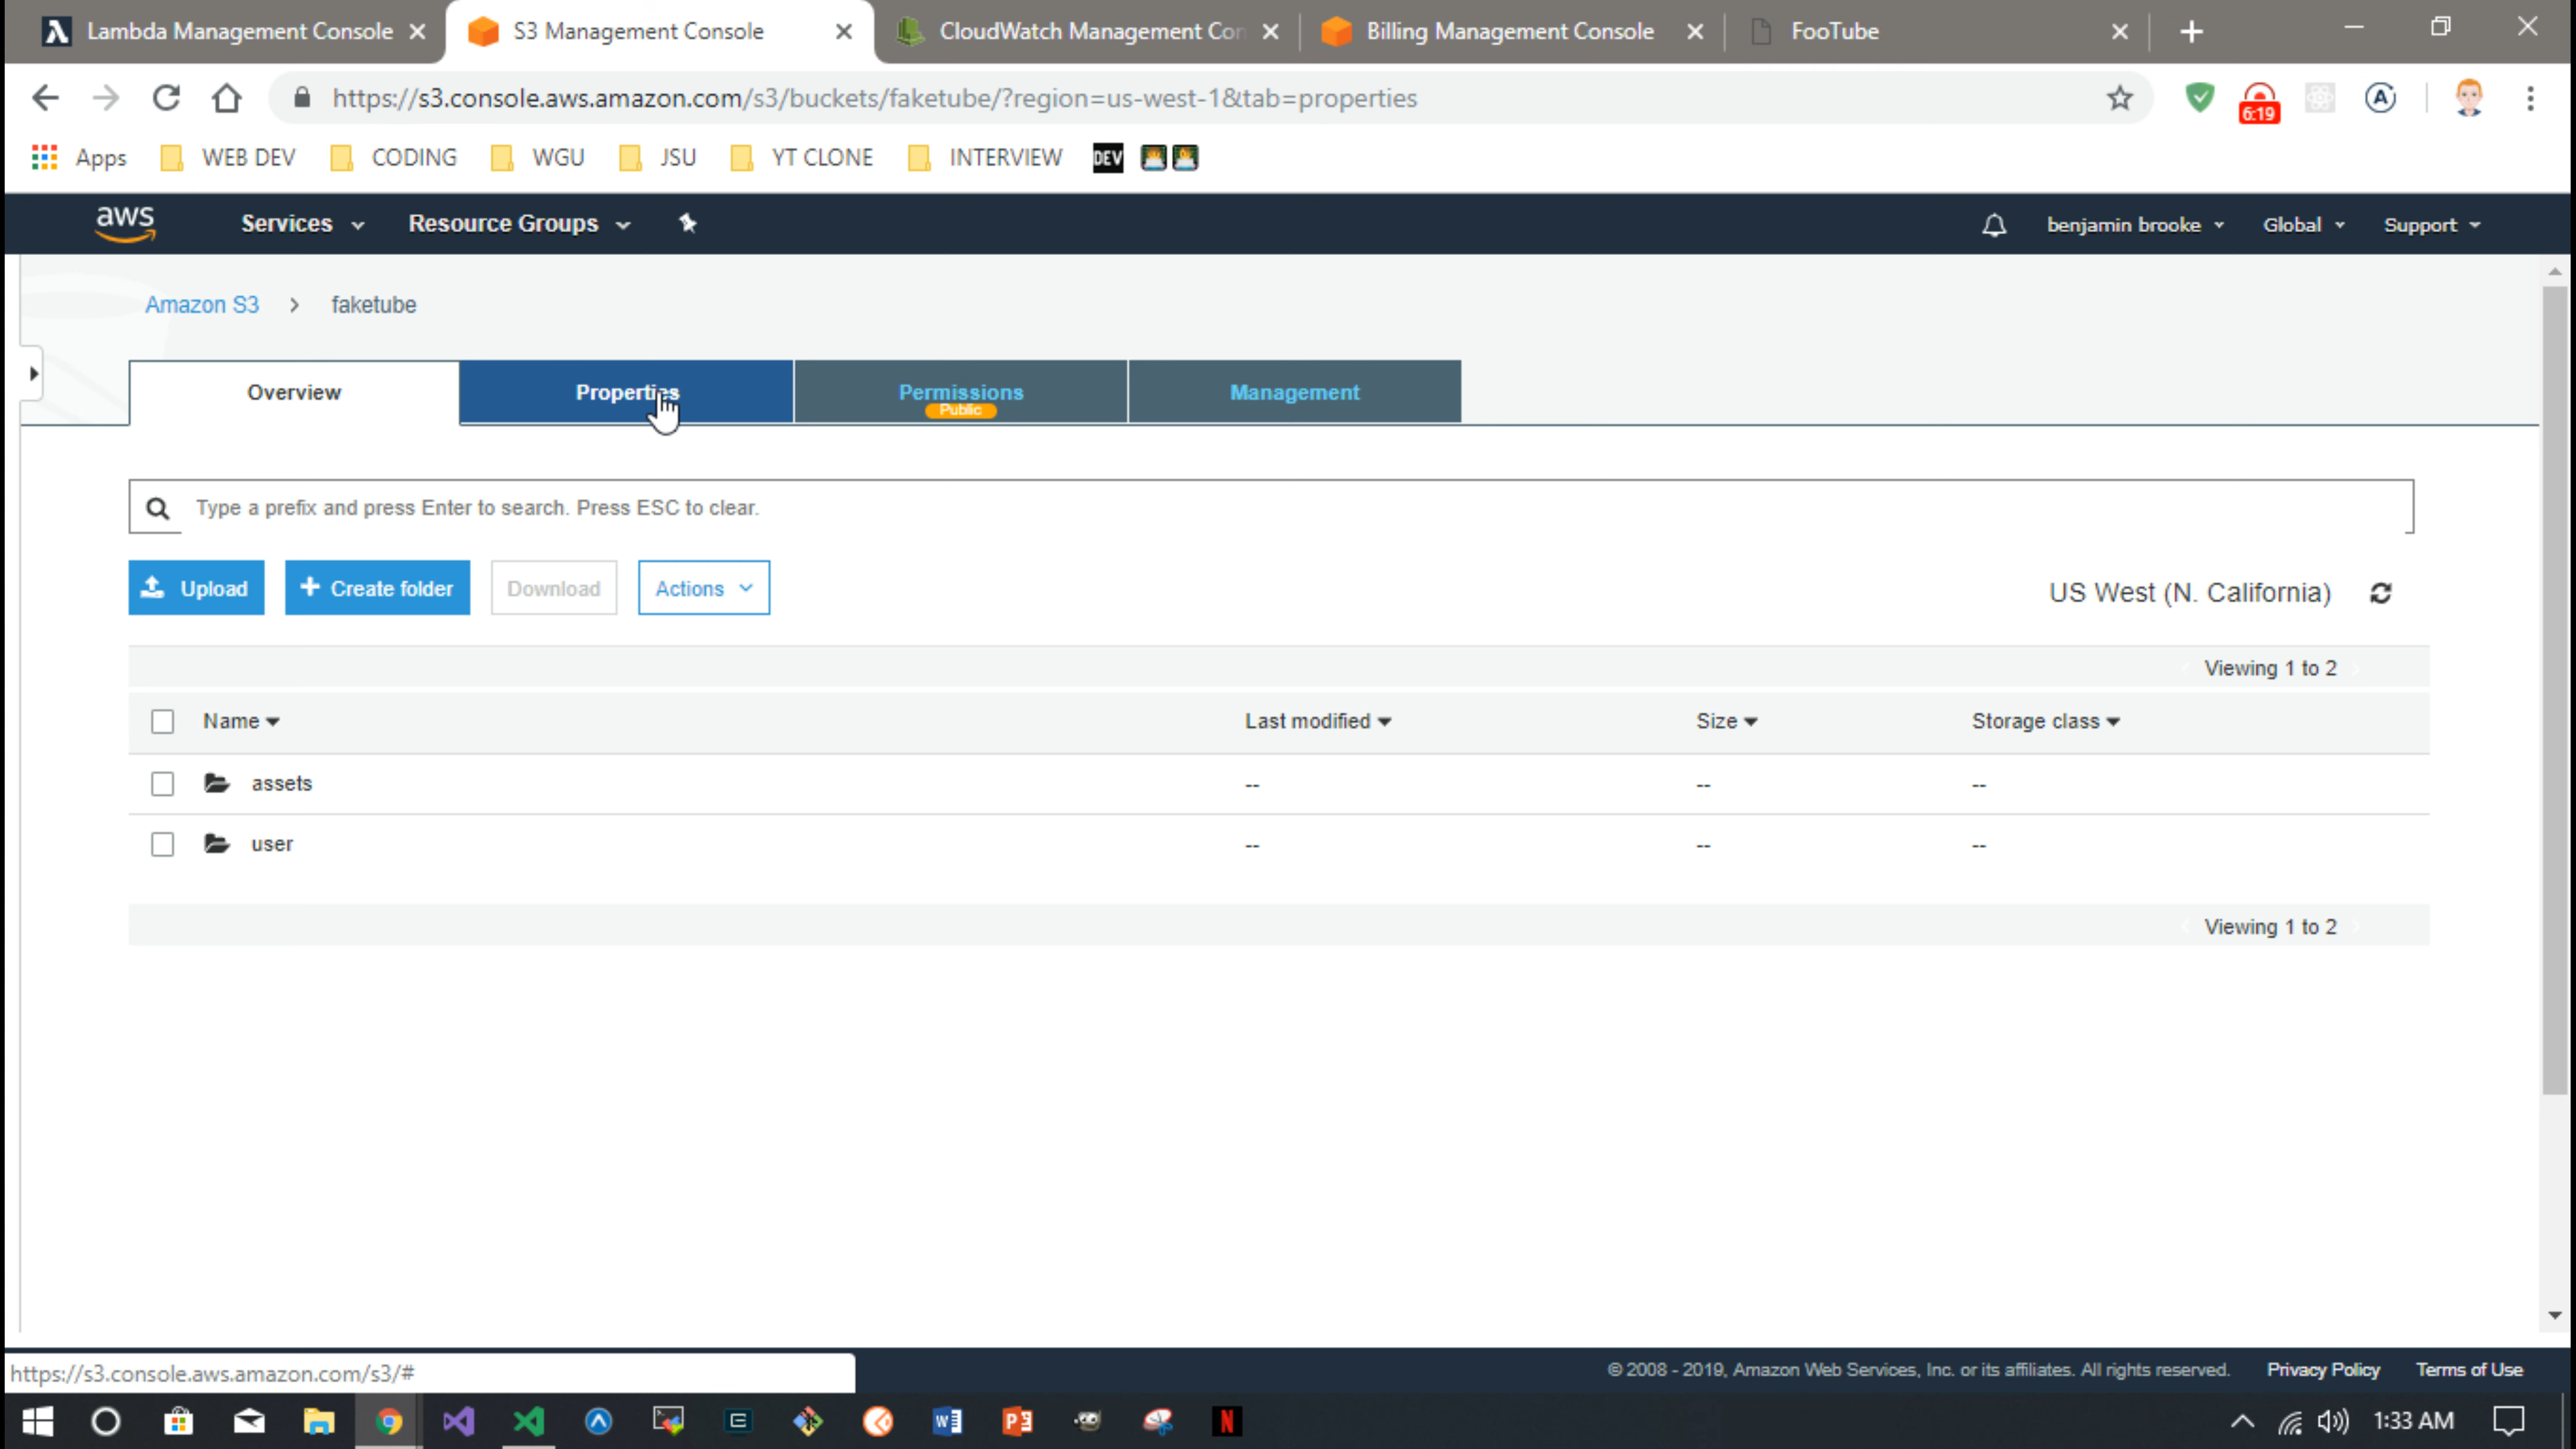 Lambda Management Console
S3 Management Console
CloudWatch Management Con
Billing Management Console
FooTube
https://s3.console.aws.amazon.com/s3/buckets/faketube/?region=us-west-1&tab=properties
6:19
Apps WEB DEV CODING WGU JSU YT CLONE INTERVIEW DEV
aws Services Resource Groups benjamin brooke Global Support
Amazon S3 > faketube
Overview Properties Permissions Management
Public
Type a prefix and press Enter to search. Press ESC to clear.
Upload + Create folder Download Actions US West (N. California)
Viewing 1 to 2
Name Last modified Size Storage class
assets -- -- --
user -- -- --
Viewing 1 to 2
https://s3.console.aws.amazon.com/s3/#
© 2008 - 2019, Amazon Web Services, Inc. or its affiliates. All rights reserved. Privacy Policy Terms of Use
1:33 AM